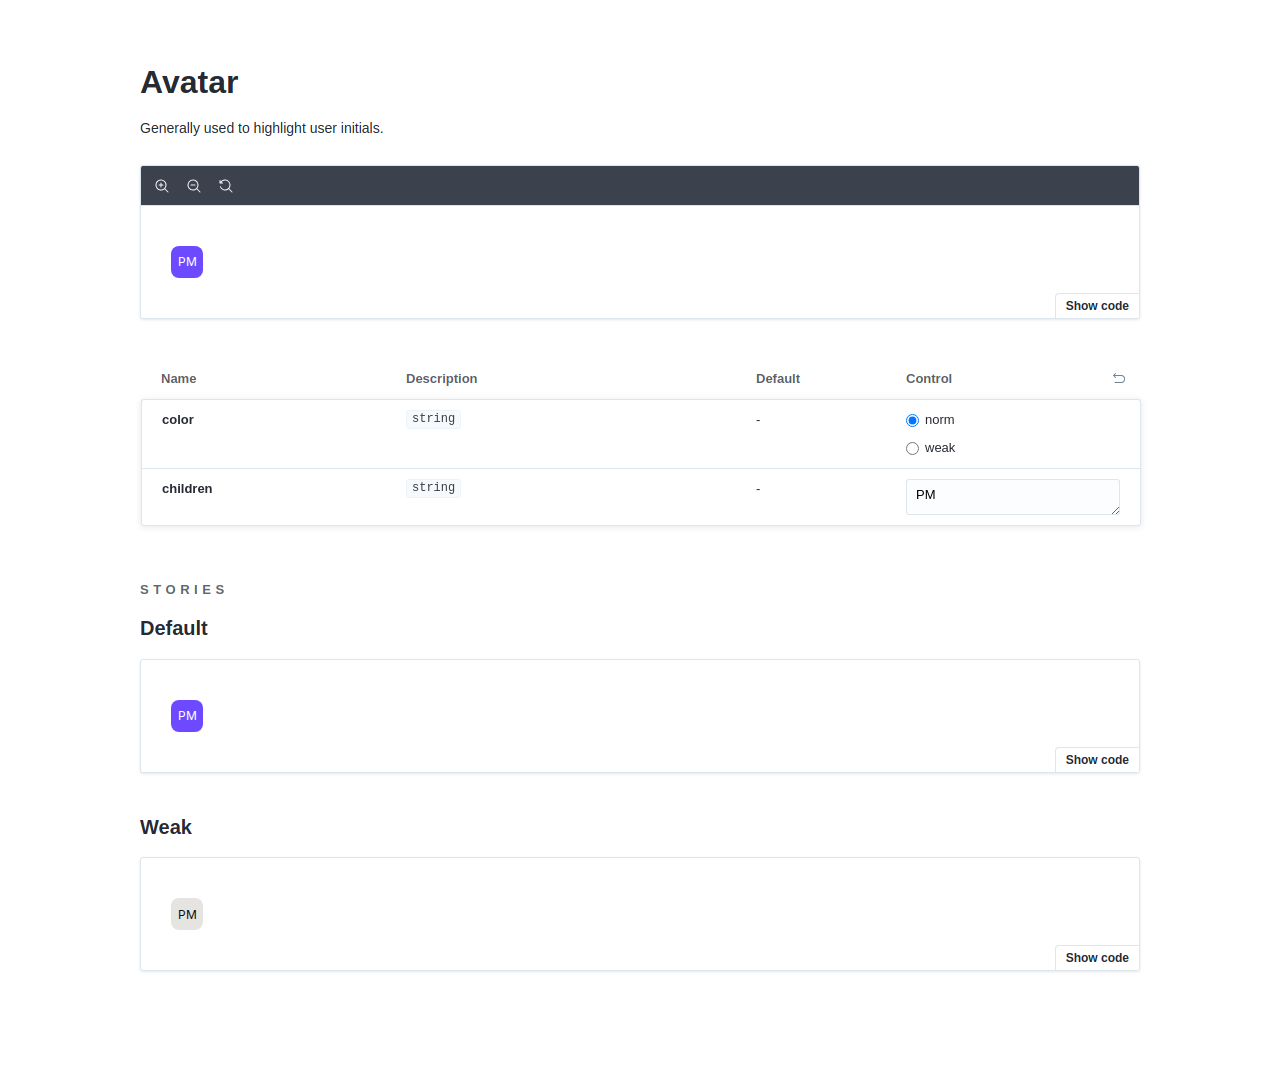 Avatar
Generally used to highlight user initials.
PM
Show code
Name Description Default Control
color string - norm
weak
children string - PM
STORIES
Default
PM
Show code
Weak
PM
Show code